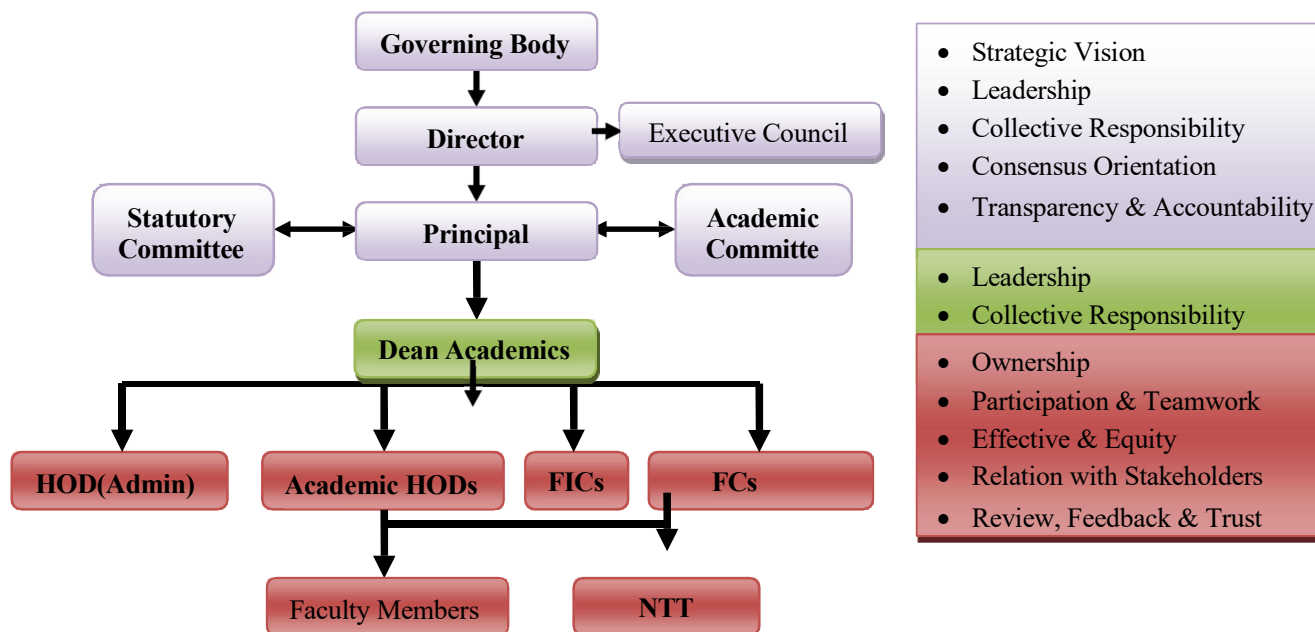 Governing Body
Director
Executive Council
Statutory
Committee
Principal
Academic
Committe
Dean Academics
HOD(Admin)
Academic HODs
FICs
FCs
Faculty Members
NTT
• Strategic Vision
• Leadership
• Collective Responsibility
• Consensus Orientation
• Transparency & Accountability
• Leadership
• Collective Responsibility
• Ownership
• Participation & Teamwork
• Effective & Equity
• Relation with Stakeholders
• Review, Feedback & Trust